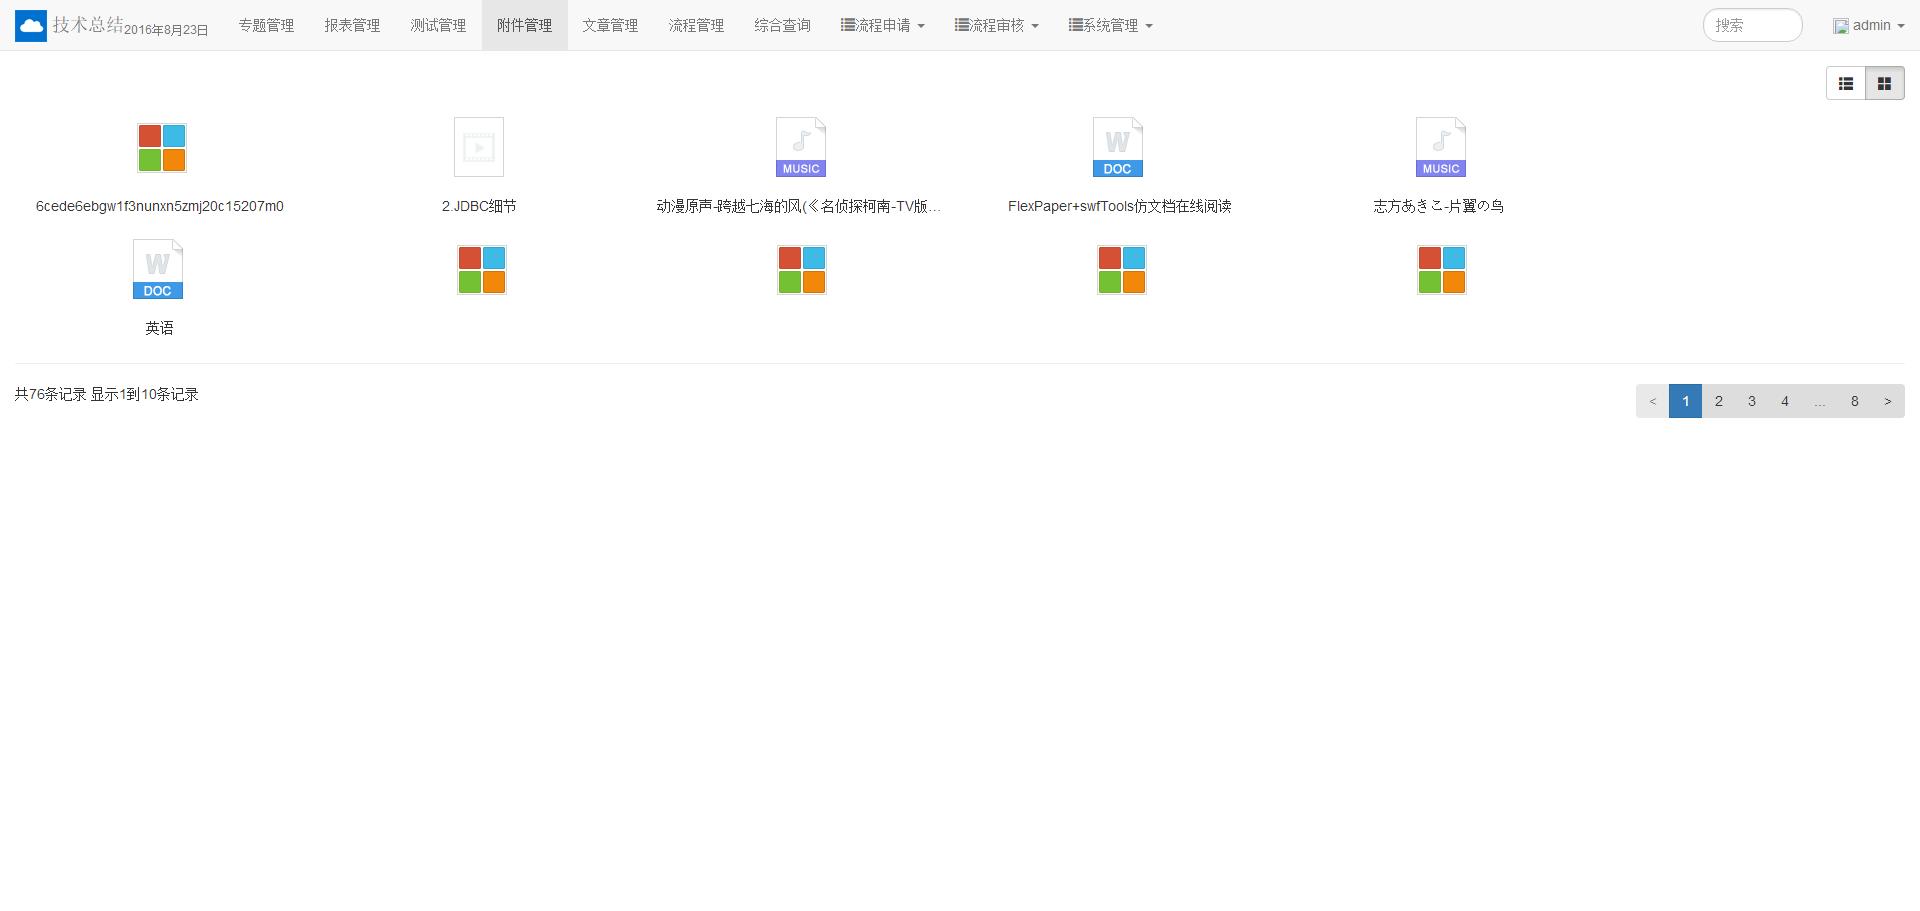 技术总结2016年8月23日 专题管理 报表管理 测试管理 附件管理 文章管理 流程管理 综合查询 流程申请 流程审核 系统管理 搜索 admin
MUSIC DOC MUSIC
6cede6ebgw1f3nunxn5zmj20c15207m0 2.JDBC细节 动漫原声-跨越七海的风(《名侦探柯南-TV版... FlexPaper+swfTools仿文档在线阅读 志方あきこ-片翼の鸟
DOC
英语
共76条记录 显示1到10条记录 < 1 2 3 4 ... 8 >